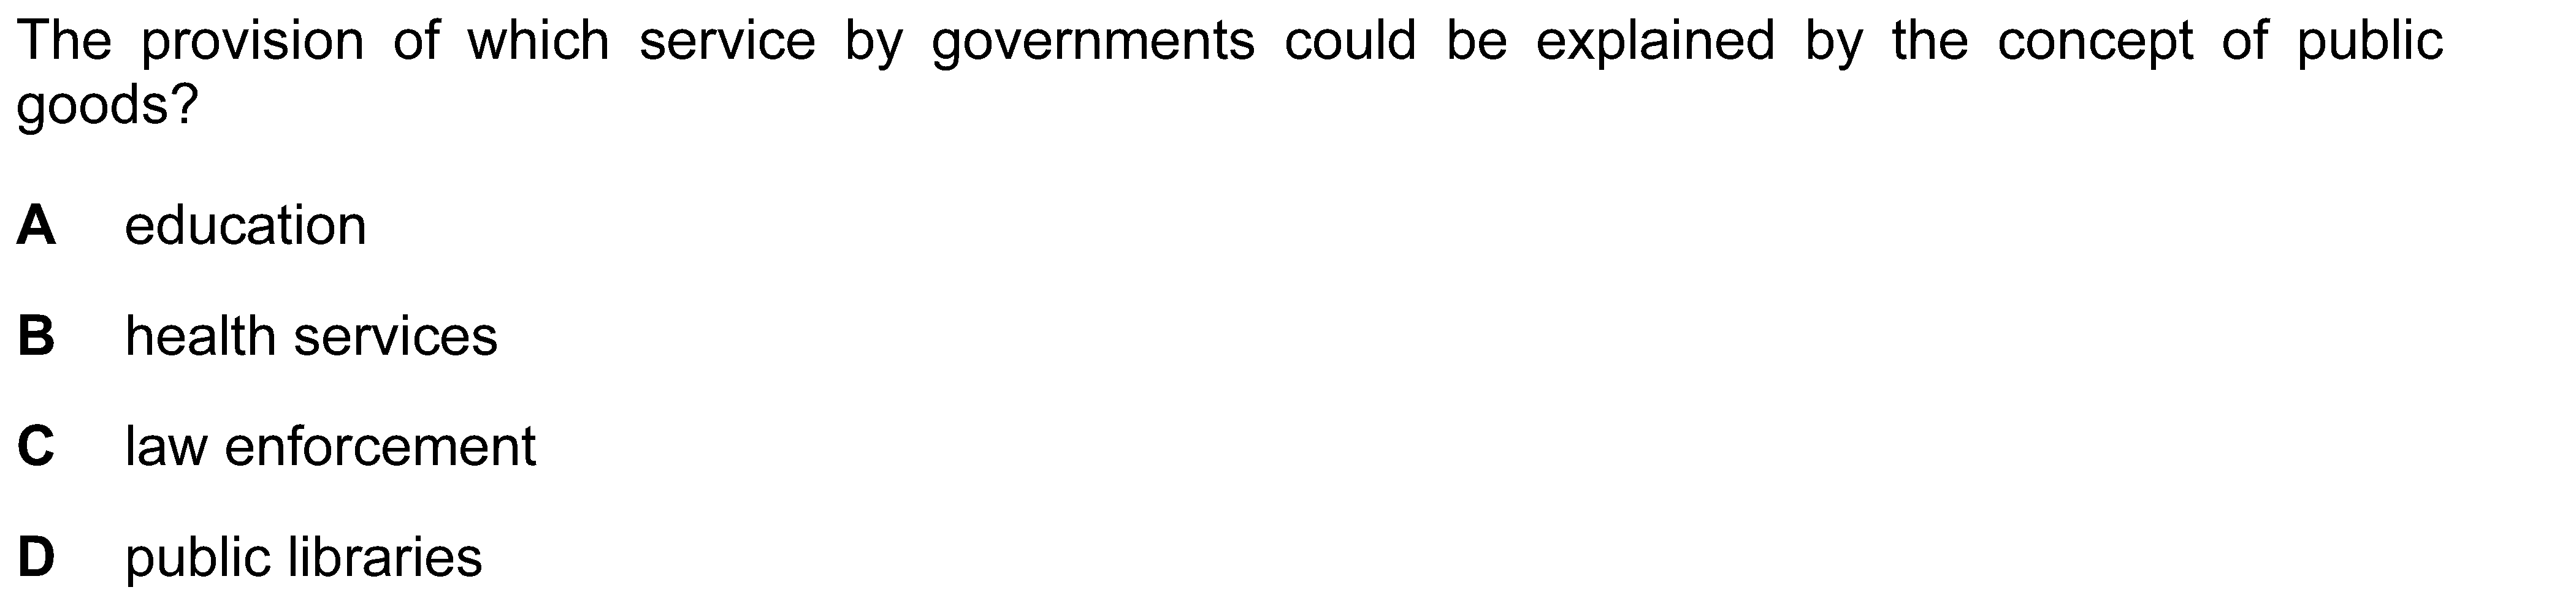 The provision of which service by governments could be explained by the concept of public
goods?
A education
B health services
C law enforcement
D public libraries